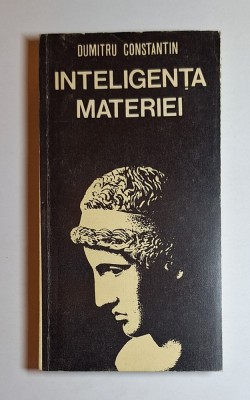 DUMITRU CONSTANTIN
INTELIGENȚA
MATERIEI